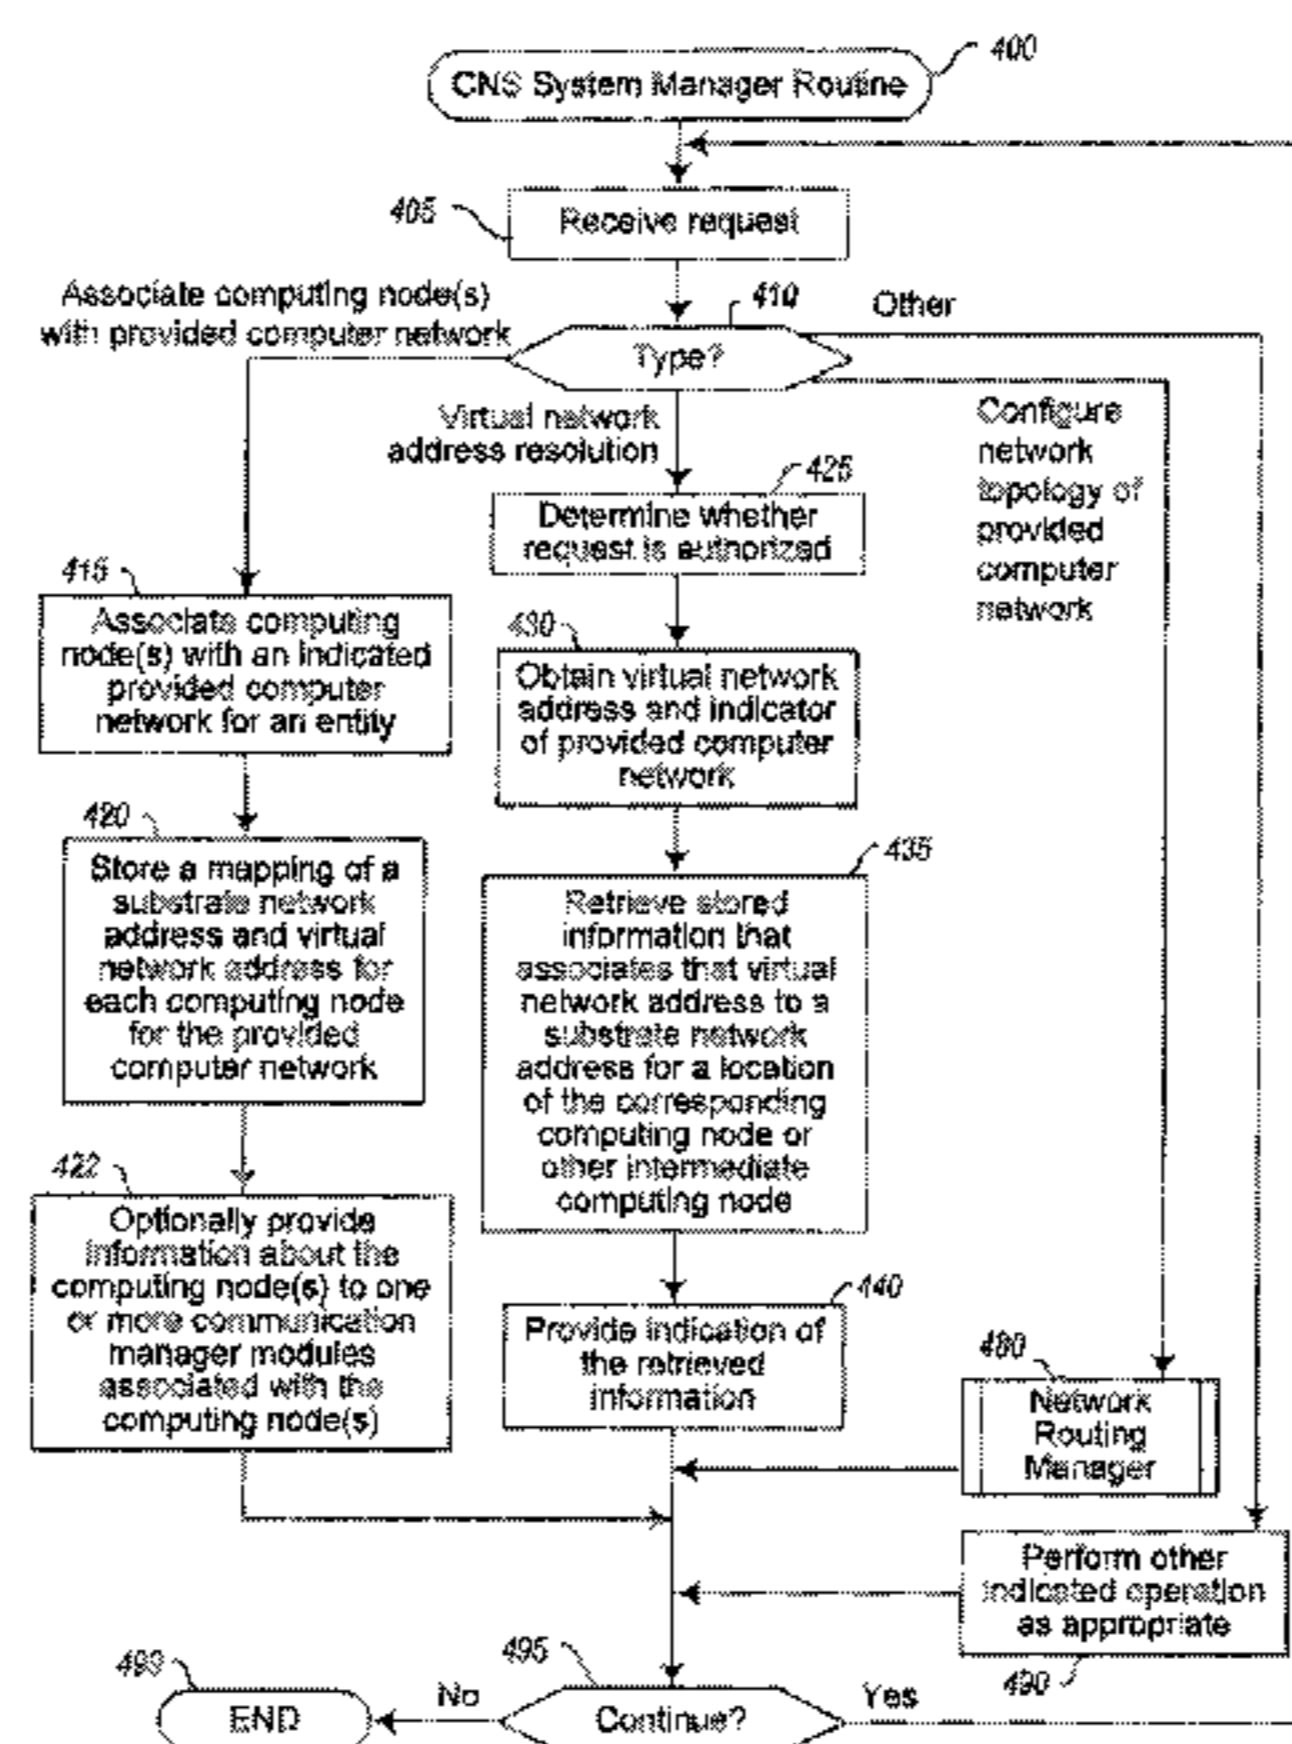 400
CNS System Manager Routine
405
Receive request
Associate computing node(s)
with provided computer network
410
Other
Type?
Virtual network
address resolution
Configure
network
topology of
provided
computer
network
425
Determine whether
request is authorized
415
Associate computing
node(s) with an indicated
provided computer
network for an entity
430
Obtain virtual network
address and indicator
of provided computer
network
420
Store a mapping of a
substrate network
address and virtual
network address for
each computing node
for the provided
computer network
435
Retrieve stored
information that
associates that virtual
network address to a
substrate network
address for a location
of the corresponding
computing node or
other intermediate
computing node
422
Optionally provide
information about the
computing node(s) to one
or more communication
manager modules
associated with the
computing node(s)
440
Provide indication of
the retrieved
information
480
Network
Routing
Manager
Perform other
indicated operation
as appropriate
490
495
Continue?
Yes
No
499
END